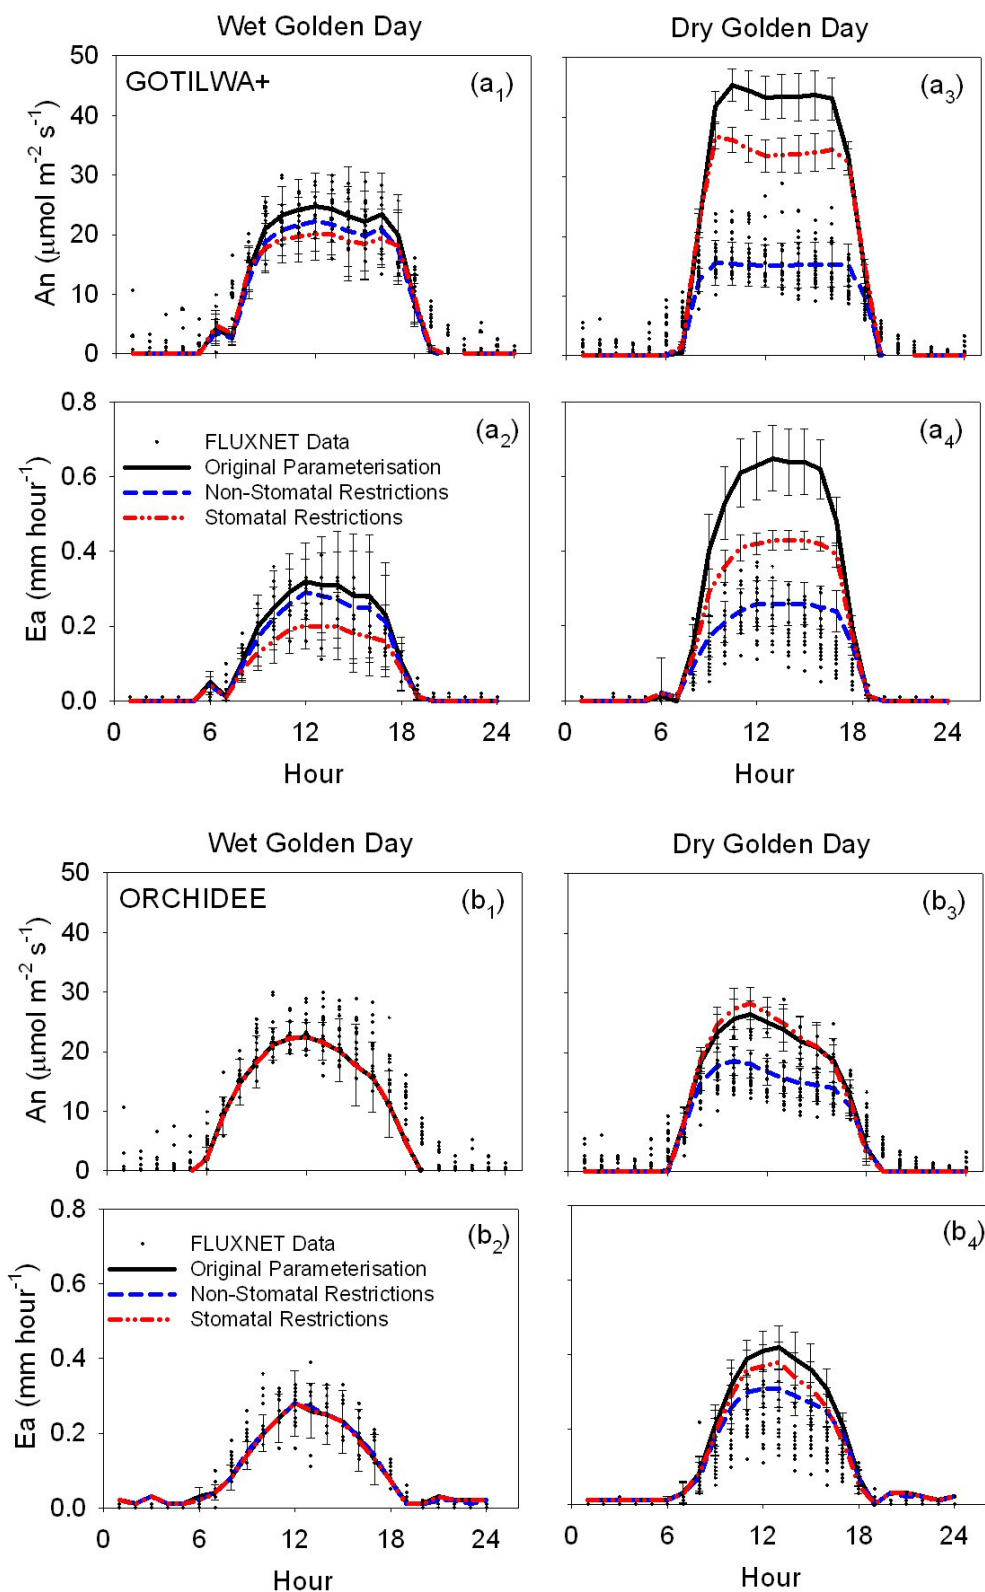 Wet Golden Day
Dry Golden Day
GOTILWA+
(a1)
(a3)
50
40
30
20
10
0
An (μmol m-2 s-1)
(a2)
(a4)
FLUXNET Data
Original Parameterisation
Non-Stomatal Restrictions
Stomatal Restrictions
0.8
0.6
0.4
0.2
0.0
Ea (mm hour-1)
0 6 12 18 24
0 6 12 18 24
Hour
Hour
Wet Golden Day
Dry Golden Day
ORCHIDEE
(b1)
(b3)
50
40
30
20
10
0
An (μmol m-2 s-1)
(b2)
(b4)
FLUXNET Data
Original Parameterisation
Non-Stomatal Restrictions
Stomatal Restrictions
0.8
0.6
0.4
0.2
0.0
Ea (mm hour-1)
0 6 12 18 24
0 6 12 18 24
Hour
Hour